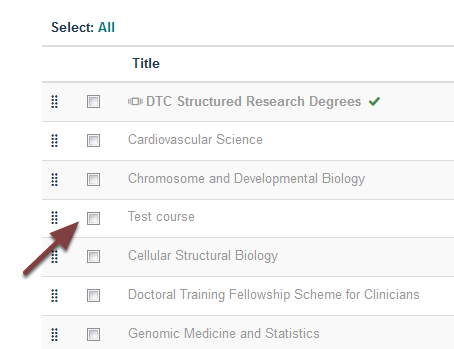 Select: All
Title
DTC Structured Research Degrees
Cardiovascular Science
Chromosome and Developmental Biology
Test course
Cellular Structural Biology
Doctoral Training Fellowship Scheme for Clinicians
Genomic Medicine and Statistics